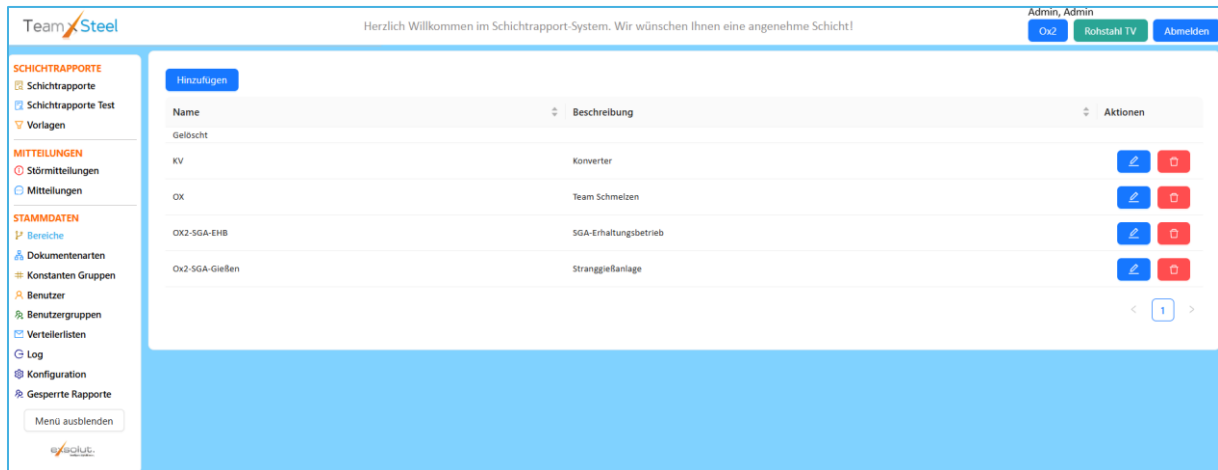 Team Steel
Herzlich Willkommen im Schichtrapport-System. Wir wünschen Ihnen eine angenehme Schicht!
Admin, Admin
Ox2 Rohstahl TV Abmelden
SCHICHTRAPPORTE
Schichtrapporte
Schichtrapporte Test
Vorlagen
MITTEILUNGEN
Störmitteilungen
Mitteilungen
STAMMDATEN
Bereiche
Dokumentenarten
Konstanten Gruppen
Benutzer
Benutzergruppen
Verteilerlisten
Log
Konfiguration
Gesperrte Rapporte
Menü ausblenden
exsolut.
Hinzufügen
Name Beschreibung Aktionen
Gelöscht
KV Konverter
OX Team Schmelzen
OX2-SGA-EHB SGA-Erhaltungsbetrieb
Ox2-SGA-Gießen Stranggießanlage
< 1 >